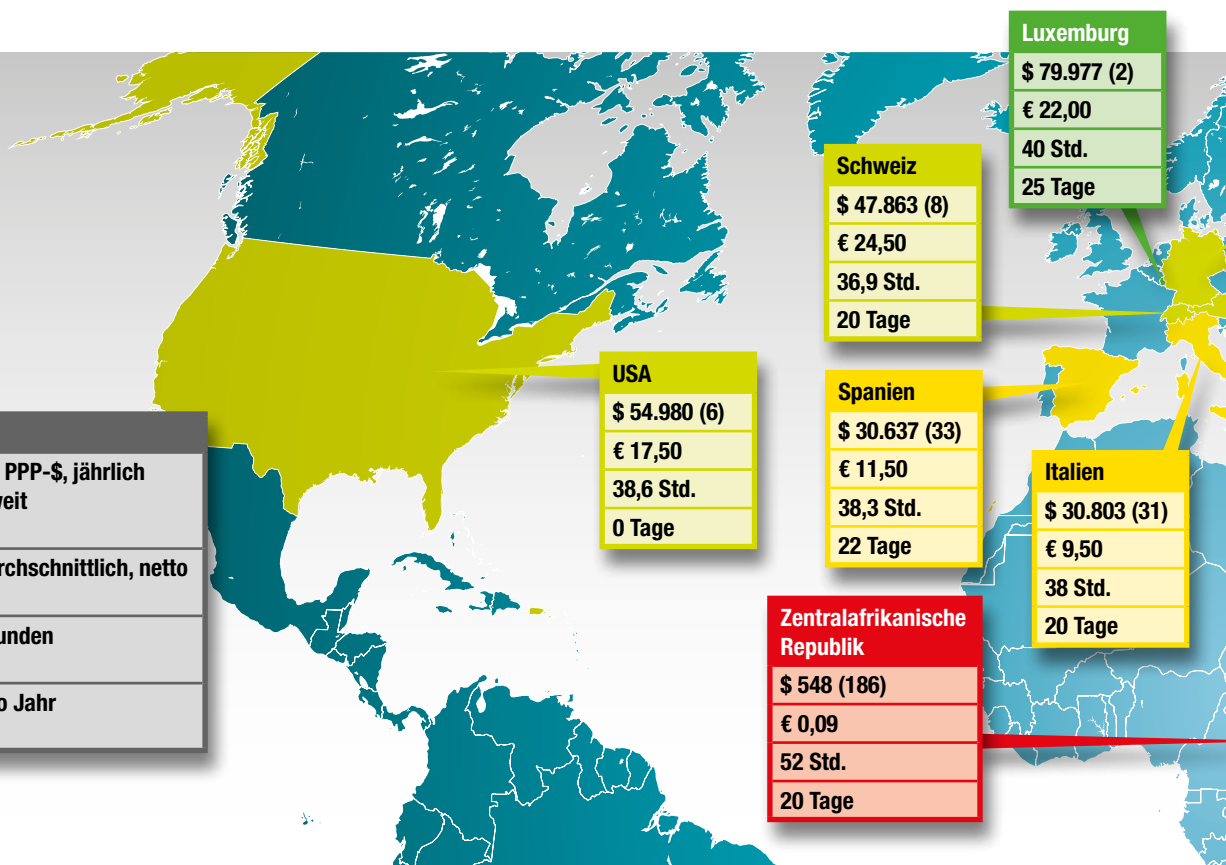 Luxemburg
$ 79.977 (2)
€ 22,00
40 Std.
25 Tage
Schweiz
$ 47.863 (8)
€ 24,50
36,9 Std.
20 Tage
USA
$ 54.980 (6)
€ 17,50
38,6 Std.
0 Tage
Spanien
$ 30.637 (33)
€ 11,50
38,3 Std.
22 Tage
Italien
$ 30.803 (31)
€ 9,50
38 Std.
20 Tage
PPP-$, jährlich
rchschnittlich, netto
unden
Jahr
Zentralafrikanische
Republik
$ 548 (186)
€ 0,09
52 Std.
20 Tage